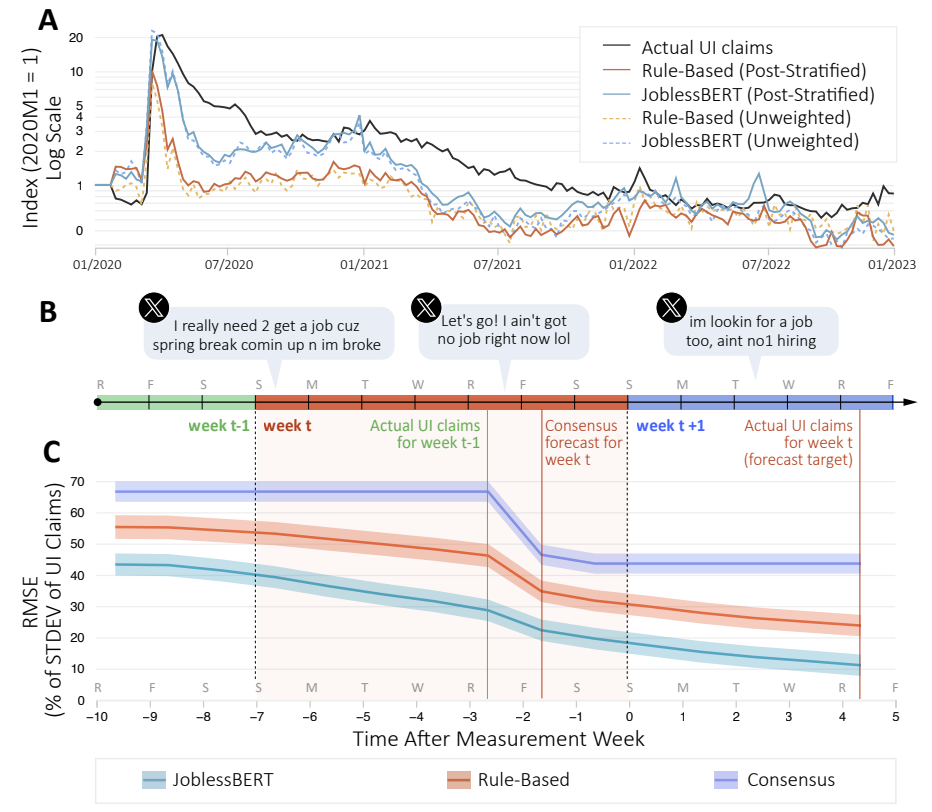 A
Index (2020M1 = 1)
Log Scale
20
10
5
4
3
2
1
0
01/2020
07/2020
01/2021
07/2021
01/2022
07/2022
01/2023
Actual UI claims
Rule-Based (Post-Stratified)
JoblessBERT (Post-Stratified)
Rule-Based (Unweighted)
JoblessBERT (Unweighted)
B
I really need 2 get a job cuz
spring break comin up n im broke
Let's go! I ain't got
no job right now lol
im lookin for a job
too, aint no1 hiring
R F S S M T W R F S S M T W R F
week t-1
week t
Actual UI claims
for week t-1
Consensus
forecast for
week t
week t +1
Actual UI claims
for week t
(forecast target)
C
RMSE
(% of STDEV of UI Claims)
70
60
50
40
30
20
10
0
R F S S M T W R F S S M T W R F
−10 −9 −8 −7 −6 −5 −4 −3 −2 −1 0 1 2 3 4 5
Time After Measurement Week
JoblessBERT
Rule-Based
Consensus